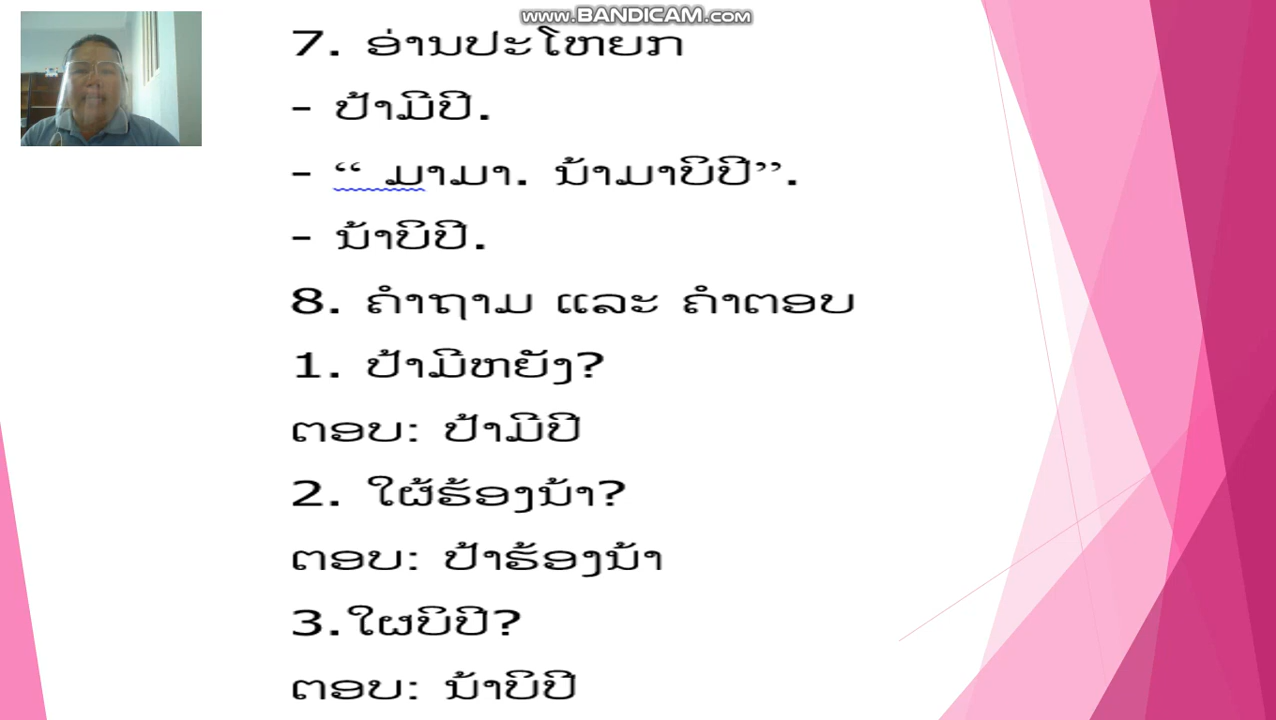 www.BANDICAM.com
7. ອ່ານປະໂຫຍກ
- ປ້າມີປີ.
- “ ມາມາ. ນ້າມາບິປີ”.
- ນ້າບິປີ.
8. ຄໍາຖາມ ແລະ ຄໍາຕອບ
1. ປ້າມີຫຍັງ?
ຕອບ: ປ້າມີປີ
2. ໃຜ້ຮ້ອງນ້າ?
ຕອບ: ປ້າຮ້ອງນ້າ
3.ໃຜບິປີ?
ຕອບ: ນ້າບິປີ